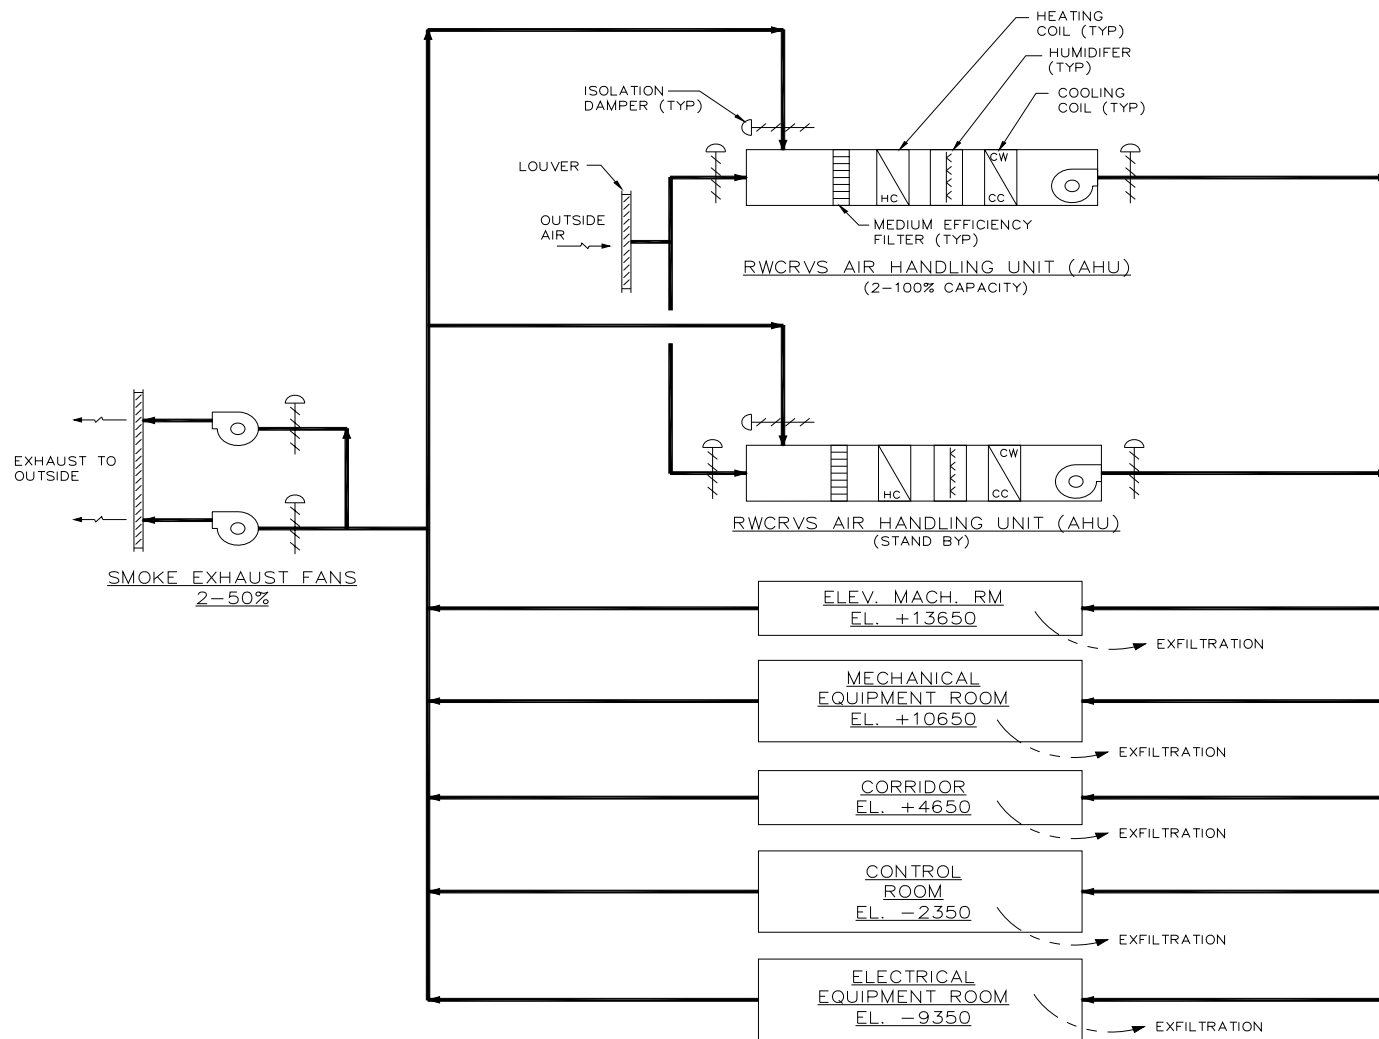 HEATING
COIL (TYP)
HUMIDIFER
(TYP)
ISOLATION
DAMPER (TYP)
COOLING
COIL (TYP)
LOUVER
CW
HC
CC
OUTSIDE
AIR
MEDIUM EFFICIENCY
FILTER (TYP)
RWCRVS AIR HANDLING UNIT (AHU)
(2-100% CAPACITY)
CW
HC
CC
EXHAUST TO
OUTSIDE
RWCRVS AIR HANDLING UNIT (AHU)
(STAND BY)
SMOKE EXHAUST FANS
2-50%
ELEV. MACH. RM
EL. +13650
EXFILTRATION
MECHANICAL
EQUIPMENT ROOM
EL. +10650
EXFILTRATION
CORRIDOR
EL. +4650
EXFILTRATION
CONTROL
ROOM
EL. -2350
EXFILTRATION
ELECTRICAL
EQUIPMENT ROOM
EL. -9350
EXFILTRATION